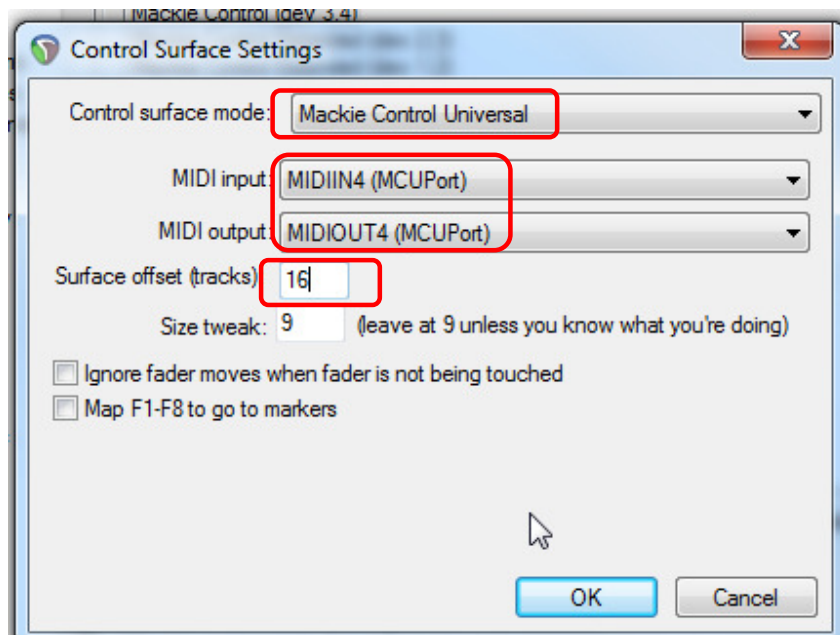 Mackie Control (dev 3.4)
Control Surface Settings
Control surface mode: Mackie Control Universal
MIDI input: MIDIIN4 (MCUPort)
MIDI output: MIDIOUT4 (MCUPort)
Surface offset (tracks) 16
Size tweak: 9 (leave at 9 unless you know what you're doing)
Ignore fader moves when fader is not being touched
Map F1-F8 to go to markers
OK Cancel